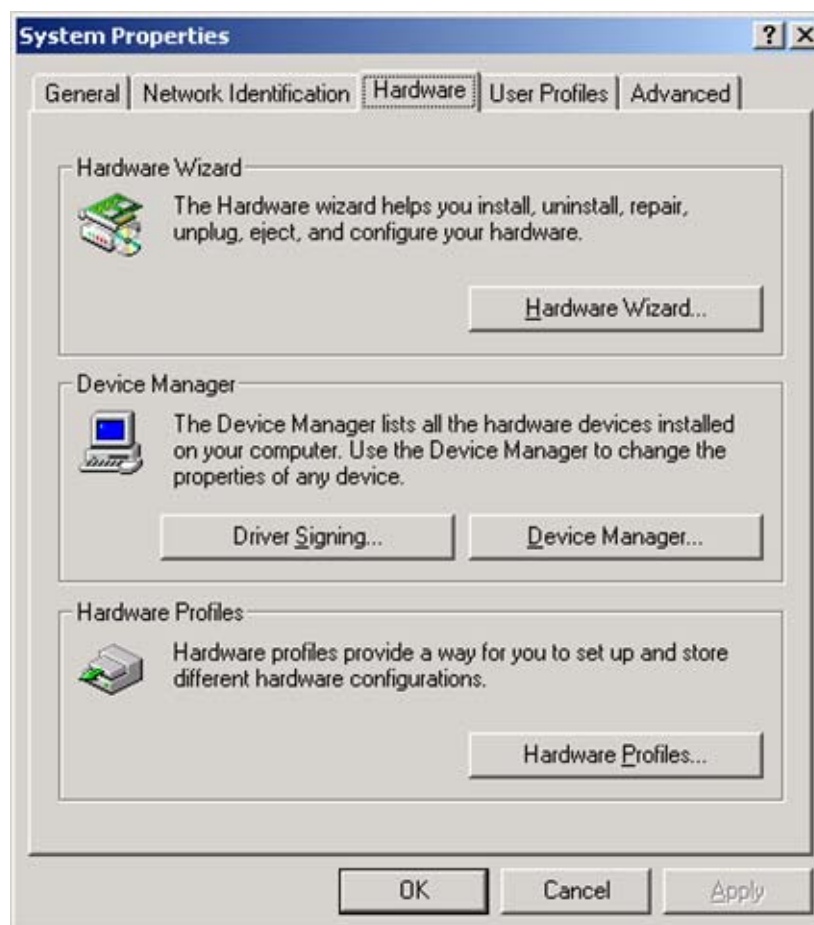 System Properties
General Network Identification Hardware User Profiles Advanced
Hardware Wizard
The Hardware wizard helps you install, uninstall, repair,
unplug, eject, and configure your hardware.
Hardware Wizard...
Device Manager
The Device Manager lists all the hardware devices installed
on your computer. Use the Device Manager to change the
properties of any device.
Driver Signing... Device Manager...
Hardware Profiles
Hardware profiles provide a way for you to set up and store
different hardware configurations.
Hardware Profiles...
OK Cancel Apply